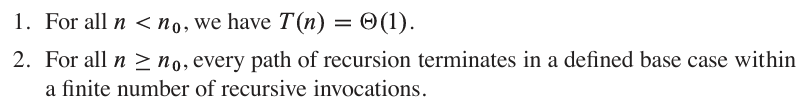 1. For all n < n₀, we have T(n) = Θ(1).
2. For all n ≥ n₀, every path of recursion terminates in a defined base case within
a finite number of recursive invocations.